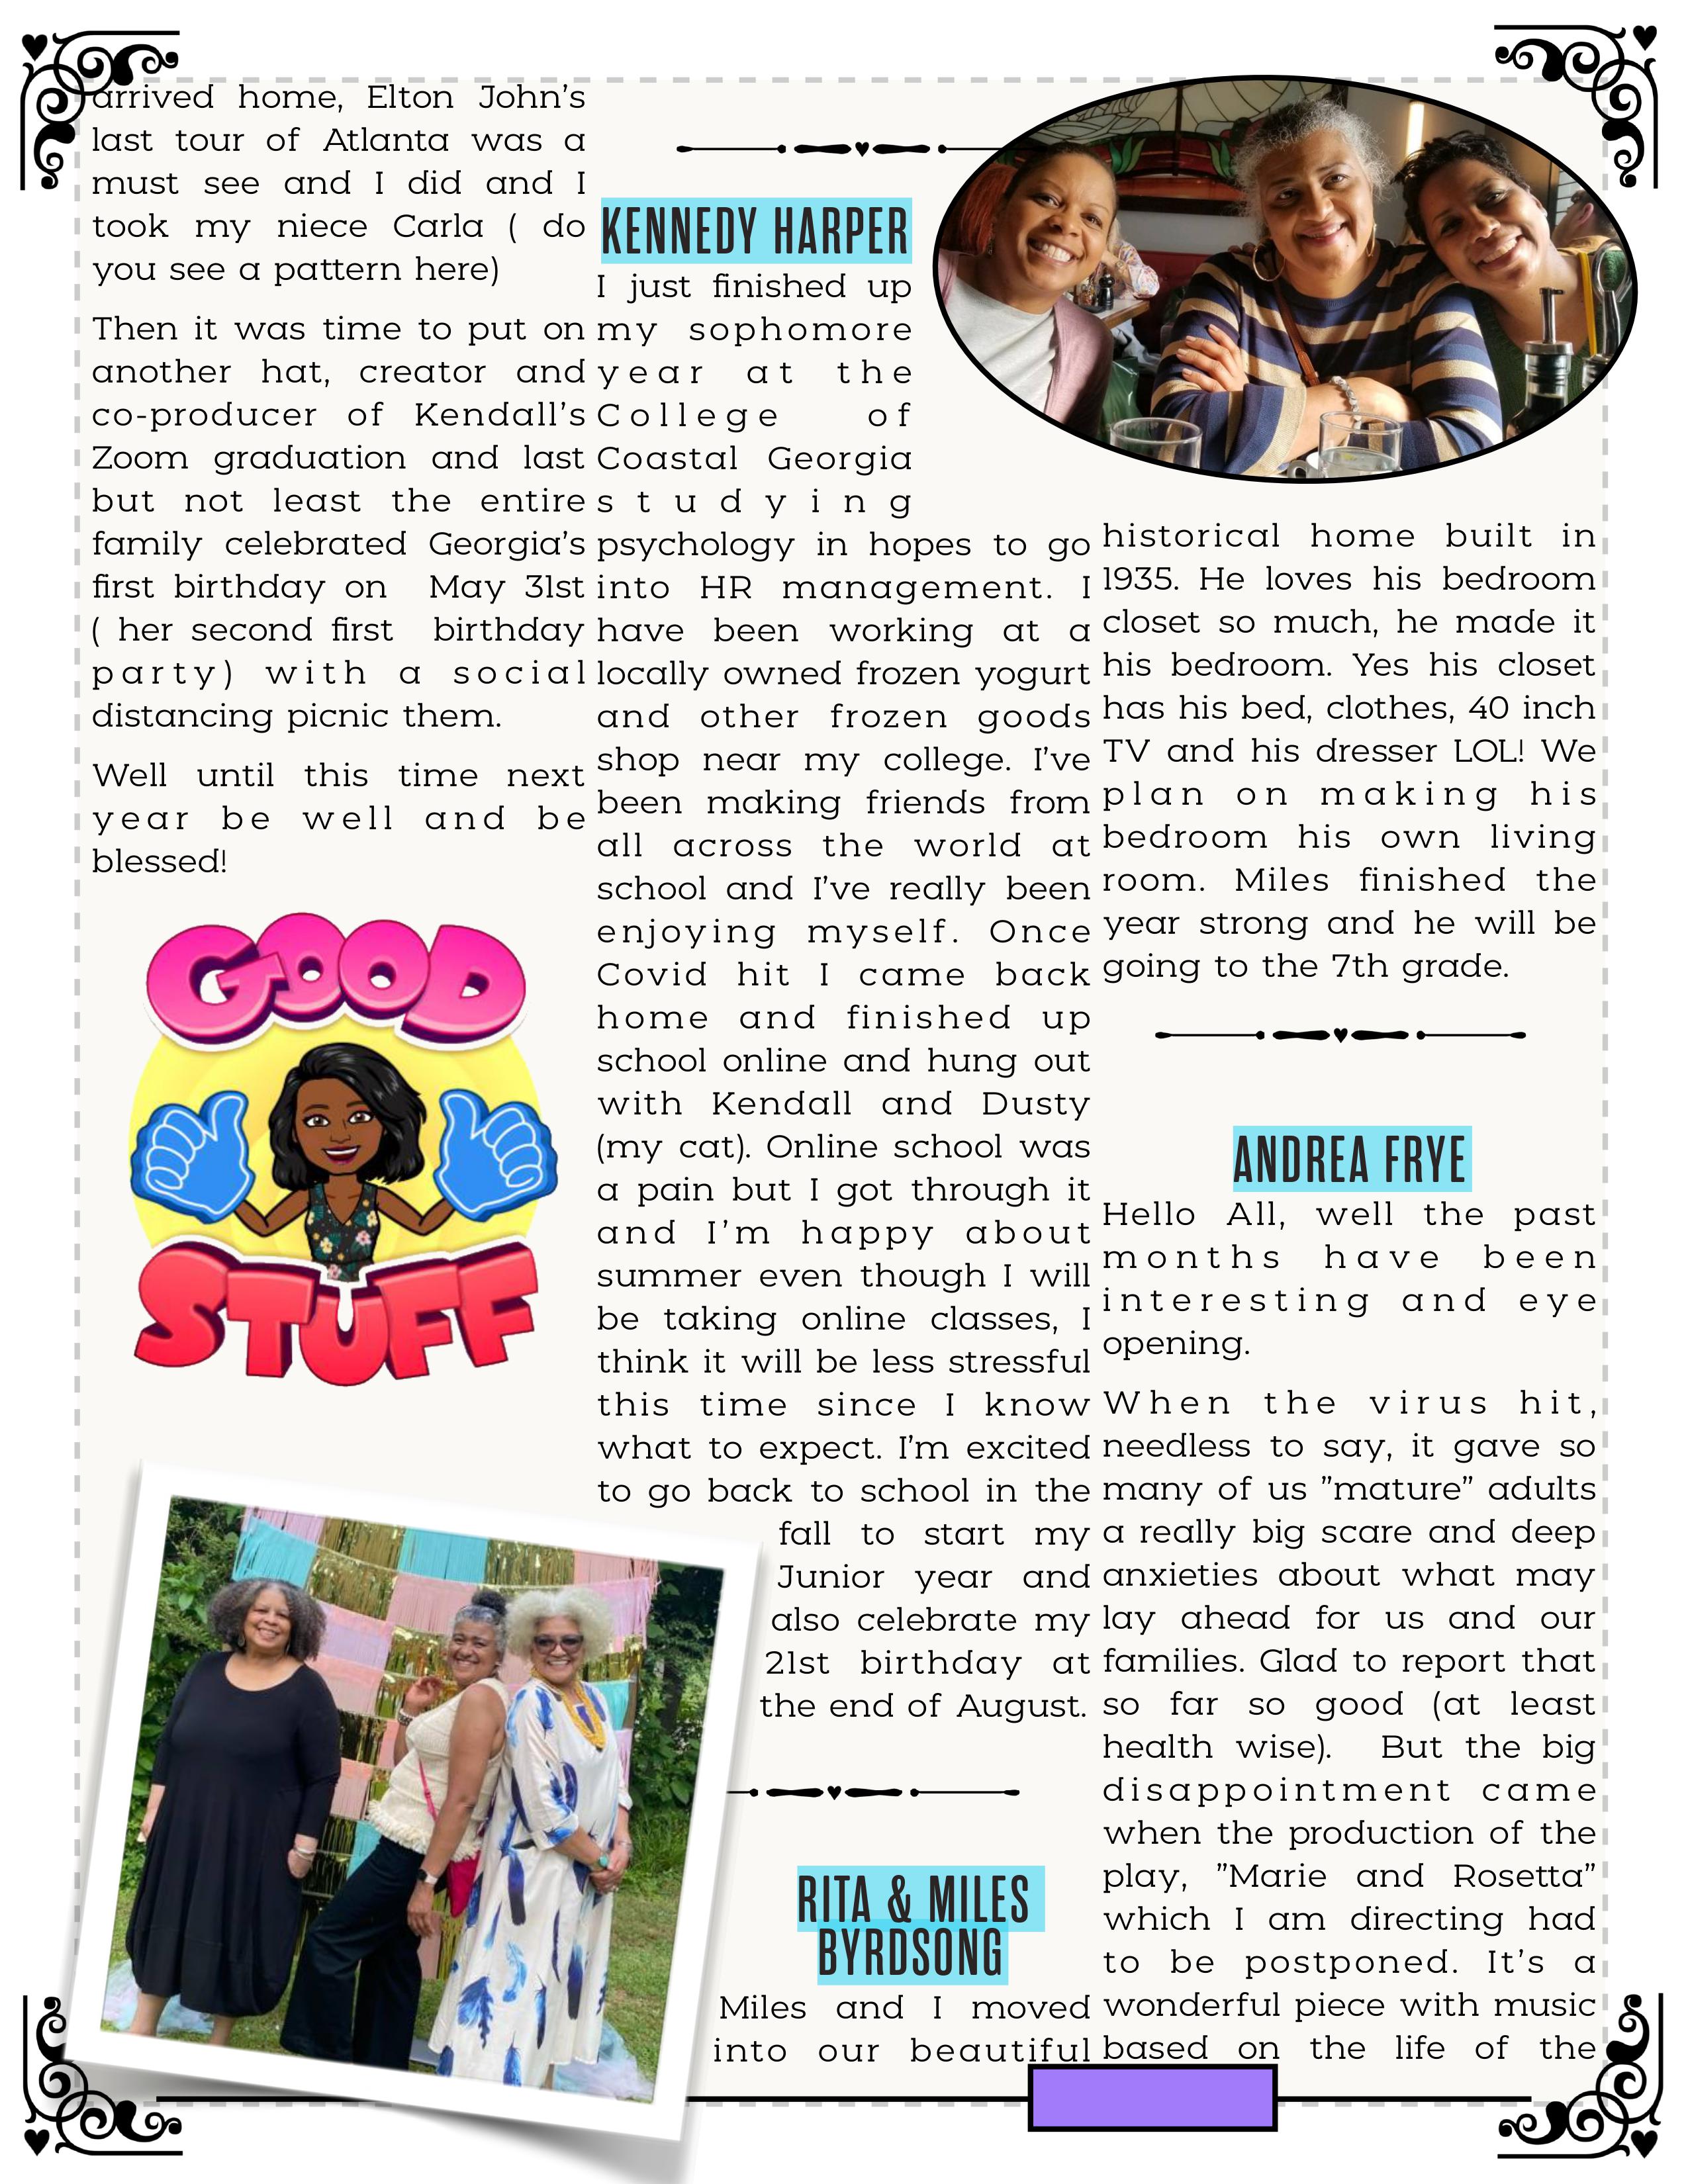 arrived home, Elton John's
last tour of Atlanta was a
must see and I did and I
took my niece Carla ( do
you see a pattern here)
Then it was time to put on
another hat, creator and
co-producer of Kendall's
Zoom graduation and last
but not least the entire
family celebrated Georgia's
first birthday on May 31st
( her second first birthday
party) with a social
distancing picnic them.
Well until this time next
year be well and be
blessed!
GOOD
STUFF
KENNEDY HARPER
I just finished up
my sophomore
year at the
College of
Coastal Georgia
studying
psychology in hopes to go
into HR management. I
have been working at a
locally owned frozen yogurt
and other frozen goods
shop near my college. I've
been making friends from
all across the world at
school and I've really been
enjoying myself. Once
Covid hit I came back
home and finished up
school online and hung out
with Kendall and Dusty
(my cat). Online school was
a pain but I got through it
and I'm happy about
summer even though I will
be taking online classes, I
think it will be less stressful
this time since I know
what to expect. I'm excited
to go back to school in the
fall to start my
Junior year and
also celebrate my
21st birthday at
the end of August.
RITA & MILES
BYRDSONG
Miles and I moved
into our beautiful
historical home built in
1935. He loves his bedroom
closet so much, he made it
his bedroom. Yes his closet
has his bed, clothes, 40 inch
TV and his dresser LOL! We
plan on making his
bedroom his own living
room. Miles finished the
year strong and he will be
going to the 7th grade.
ANDREA FRYE
Hello All, well the past
months have been
interesting and eye
opening.
When the virus hit,
needless to say, it gave so
many of us "mature" adults
a really big scare and deep
anxieties about what may
lay ahead for us and our
families. Glad to report that
so far so good (at least
health wise). But the big
disappointment came
when the production of the
play, "Marie and Rosetta"
which I am directing had
to be postponed. It's a
wonderful piece with music
based on the life of the